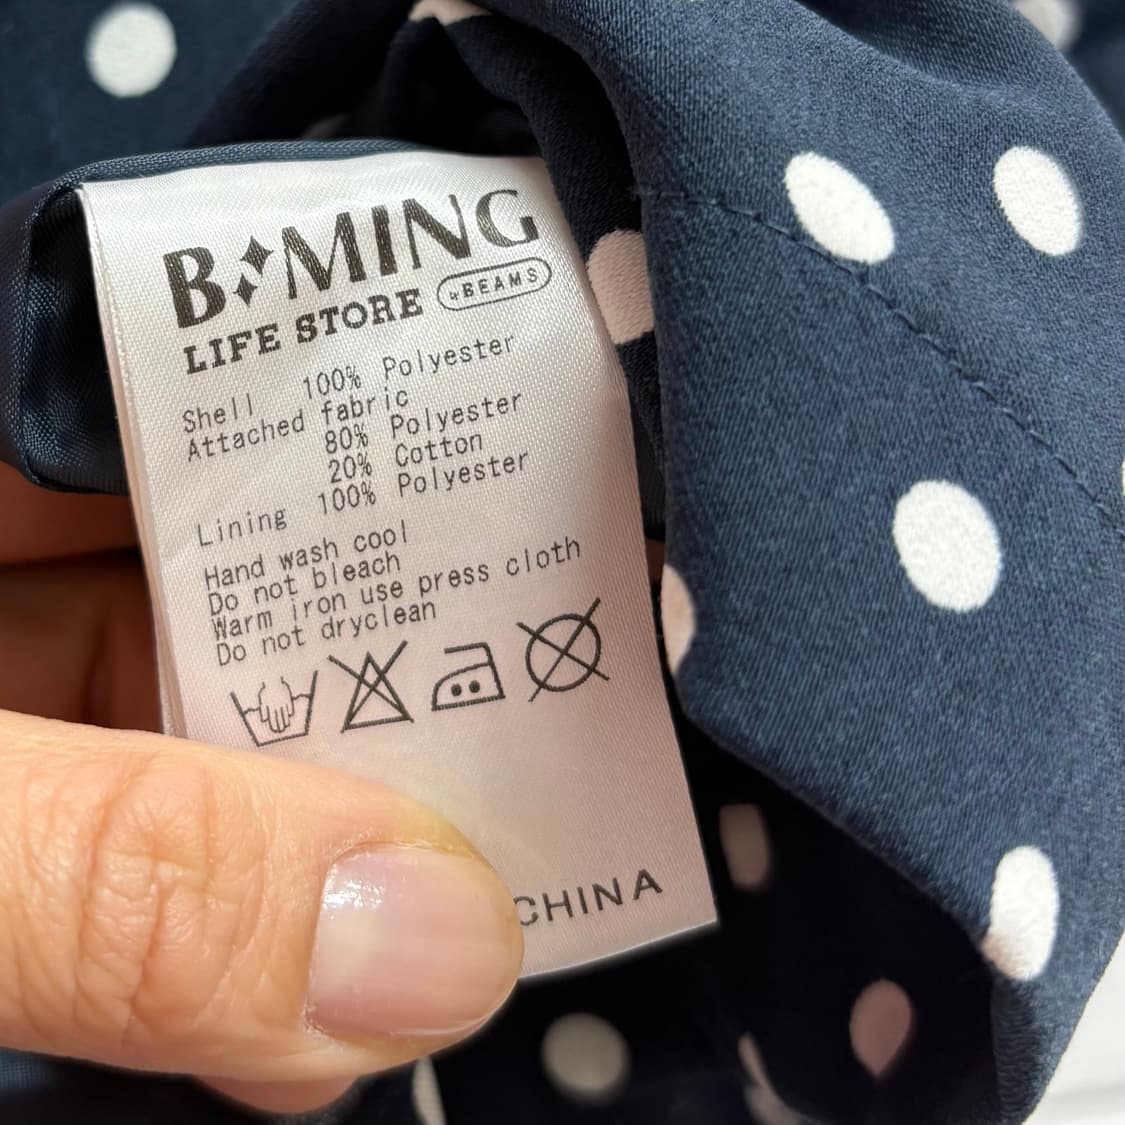 B:MING
LIFE STORE by BEAMS
Shell 100% Polyester
Attached fabric
80% Polyester
20% Cotton
Lining 100% Polyester
Hand wash cool
Do not bleach
Warm iron use press cloth
Do not dryclean
CHINA